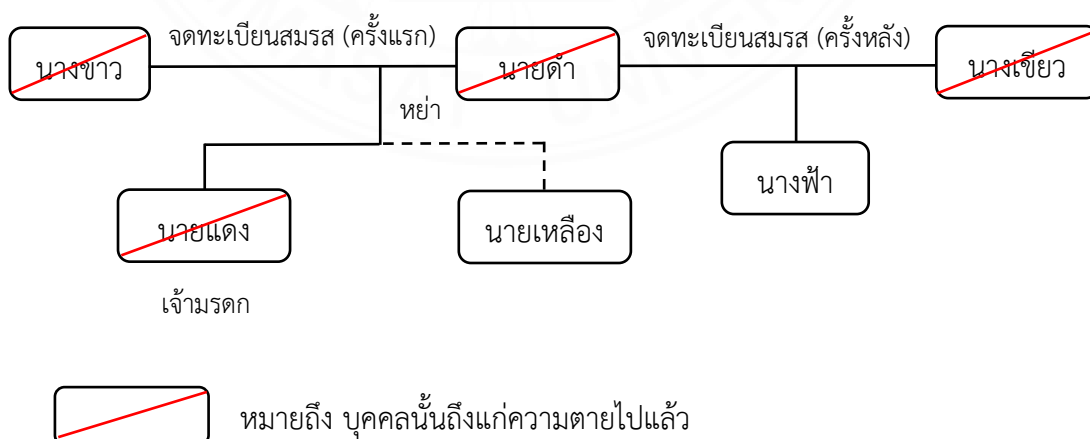 จดทะเบียนสมรส (ครั้งแรก) จดทะเบียนสมรส (ครั้งหลัง)
นางขาว นายดำ นางเขียว
หย่า
นายแดง นายเหลือง นางฟ้า
เจ้ามรดก
หมายถึง บุคคลนั้นถึงแก่ความตายไปแล้ว